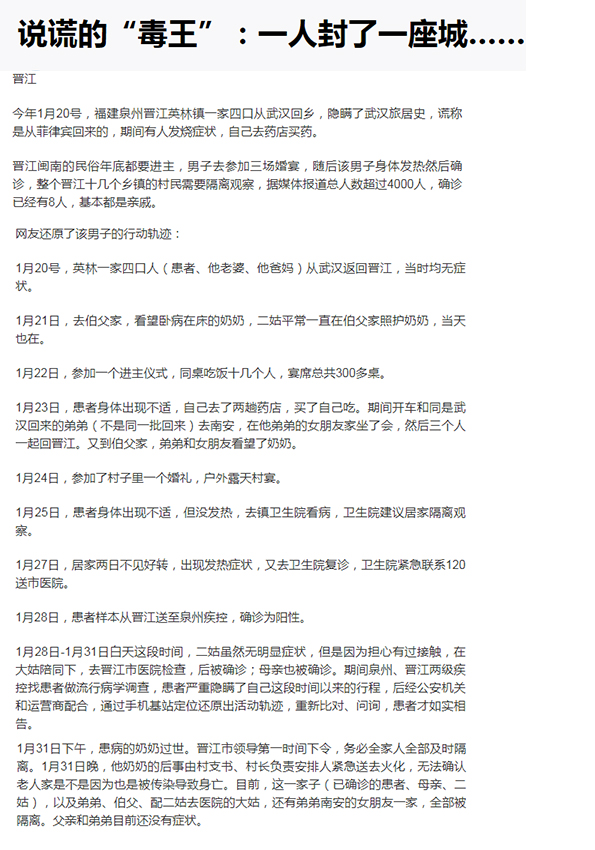 说谎的“毒王”：一人封了一座城……
晋江
今年1月20号，福建泉州晋江英林镇一家四口从武汉回乡，隐瞒了武汉旅居史，谎称
是从菲律宾回来的，期间有人发烧症状，自己去药店买药。
晋江闽南的民俗年底都要进主，男子去参加三场婚宴，随后该男子身体发热然后确
诊，整个晋江十几个乡镇的村民需要隔离观察，据媒体报道总人数超过4000人，确诊
已经有8人，基本都是亲戚。
网友还原了该男子的行动轨迹：
1月20号，英林一家四口人（患者、他老婆、他爸妈）从武汉返回晋江，当时均无症
状。
1月21日，去伯父家，看望卧病在床的奶奶，二姑平常一直在伯父家照护奶奶，当天
也在。
1月22日，参加一个进主仪式，同桌吃饭十几个人，宴席总共300多桌。
1月23日，患者身体出现不适，自己去了两趟药店，买了自己吃。期间开车和同是武
汉回来的弟弟（不是同一批回来）去南安，在他弟弟的女朋友家坐了会，然后三个人
一起回晋江。又到伯父家，弟弟和女朋友看望了奶奶。
1月24日，参加了村子里一个婚礼，户外露天村宴。
1月25日，患者身体出现不适，但没发热，去镇卫生院看病，卫生院建议居家隔离观
察。
1月27日，居家两日不见好转，出现发热症状，又去卫生院复诊，卫生院紧急联系120
送市医院。
1月28日，患者样本从晋江送至泉州疾控，确诊为阳性。
1月28日-1月31日白天这段时间，二姑虽然无明显症状，但是因为担心有过接触，在
大姑陪同下，去晋江市医院检查，后被确诊；母亲也被确诊。期间泉州、晋江两级疾
控找患者做流行病学调查，患者严重隐瞒了自己这段时间以来的行程，后经公安机关
和运营商配合，通过手机基站定位还原出活动轨迹，重新比对、问询，患者才如实相
告。
1月31日下午，患病的奶奶过世。晋江市领导第一时间下令，务必全家人全部及时隔
离。1月31日晚，他奶奶的后事由村支书、村长负责安排人紧急送去火化，无法确认
老人家是不是因为也是被传染导致身亡。目前，这一家子（已确诊的患者、母亲、二
姑），以及弟弟、伯父、配二姑去医院的大姑，还有弟弟南安的女朋友一家，全部被
隔离。父亲和弟弟目前还没有症状。